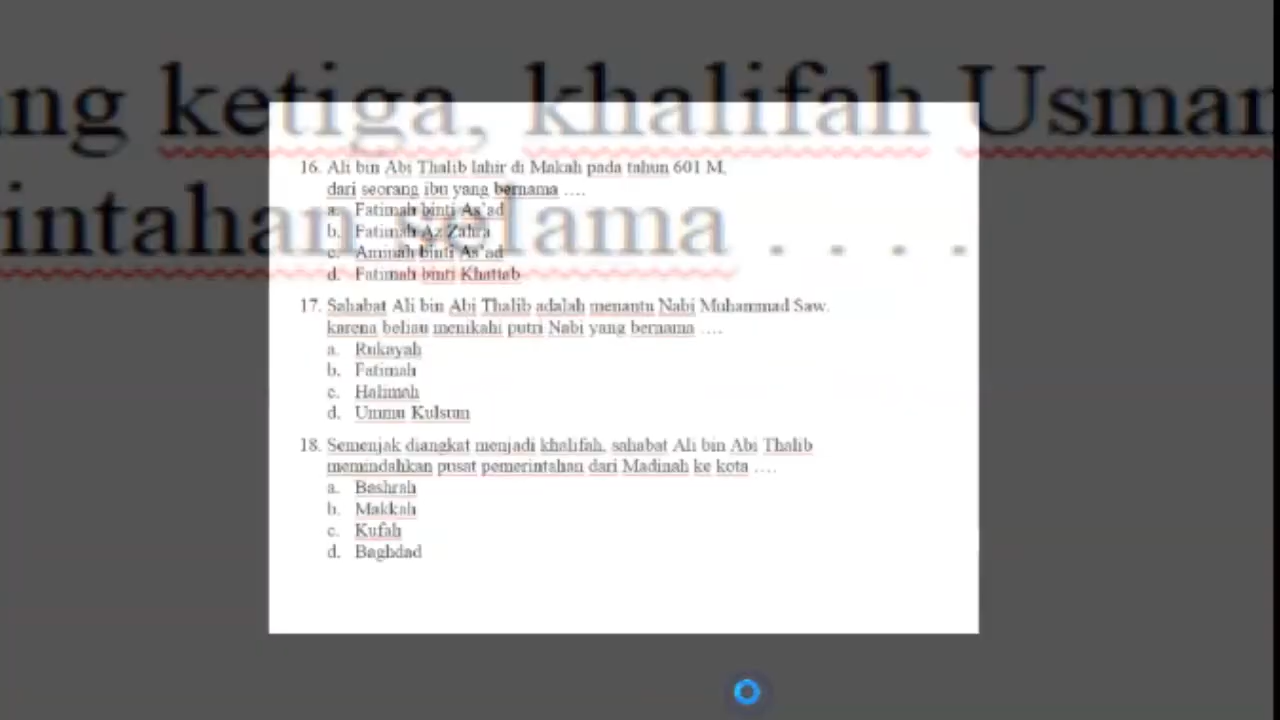 ng ketiga, khalifah Usman
intahan selama . . . .
16. Ali bin Abi Thalib lahir di Makah pada tahun 601 M,
dari seorang ibu yang bernama ....
a. Fatimah binti As'ad
b. Fatimah Az Zahra
c. Aminah binti As'ad
d. Fatimah binti Khattab
17. Sahabat Ali bin Abi Thalib adalah menantu Nabi Muhammad Saw.
karena beliau menikahi putri Nabi yang bernama ....
a. Rukayah
b. Fatimah
c. Halimah
d. Ummu Kulsum
18. Semenjak diangkat menjadi khalifah, sahabat Ali bin Abi Thalib
memindahkan pusat pemerintahan dari Madinah ke kota ....
a. Bashrah
b. Makkah
c. Kufah
d. Baghdad